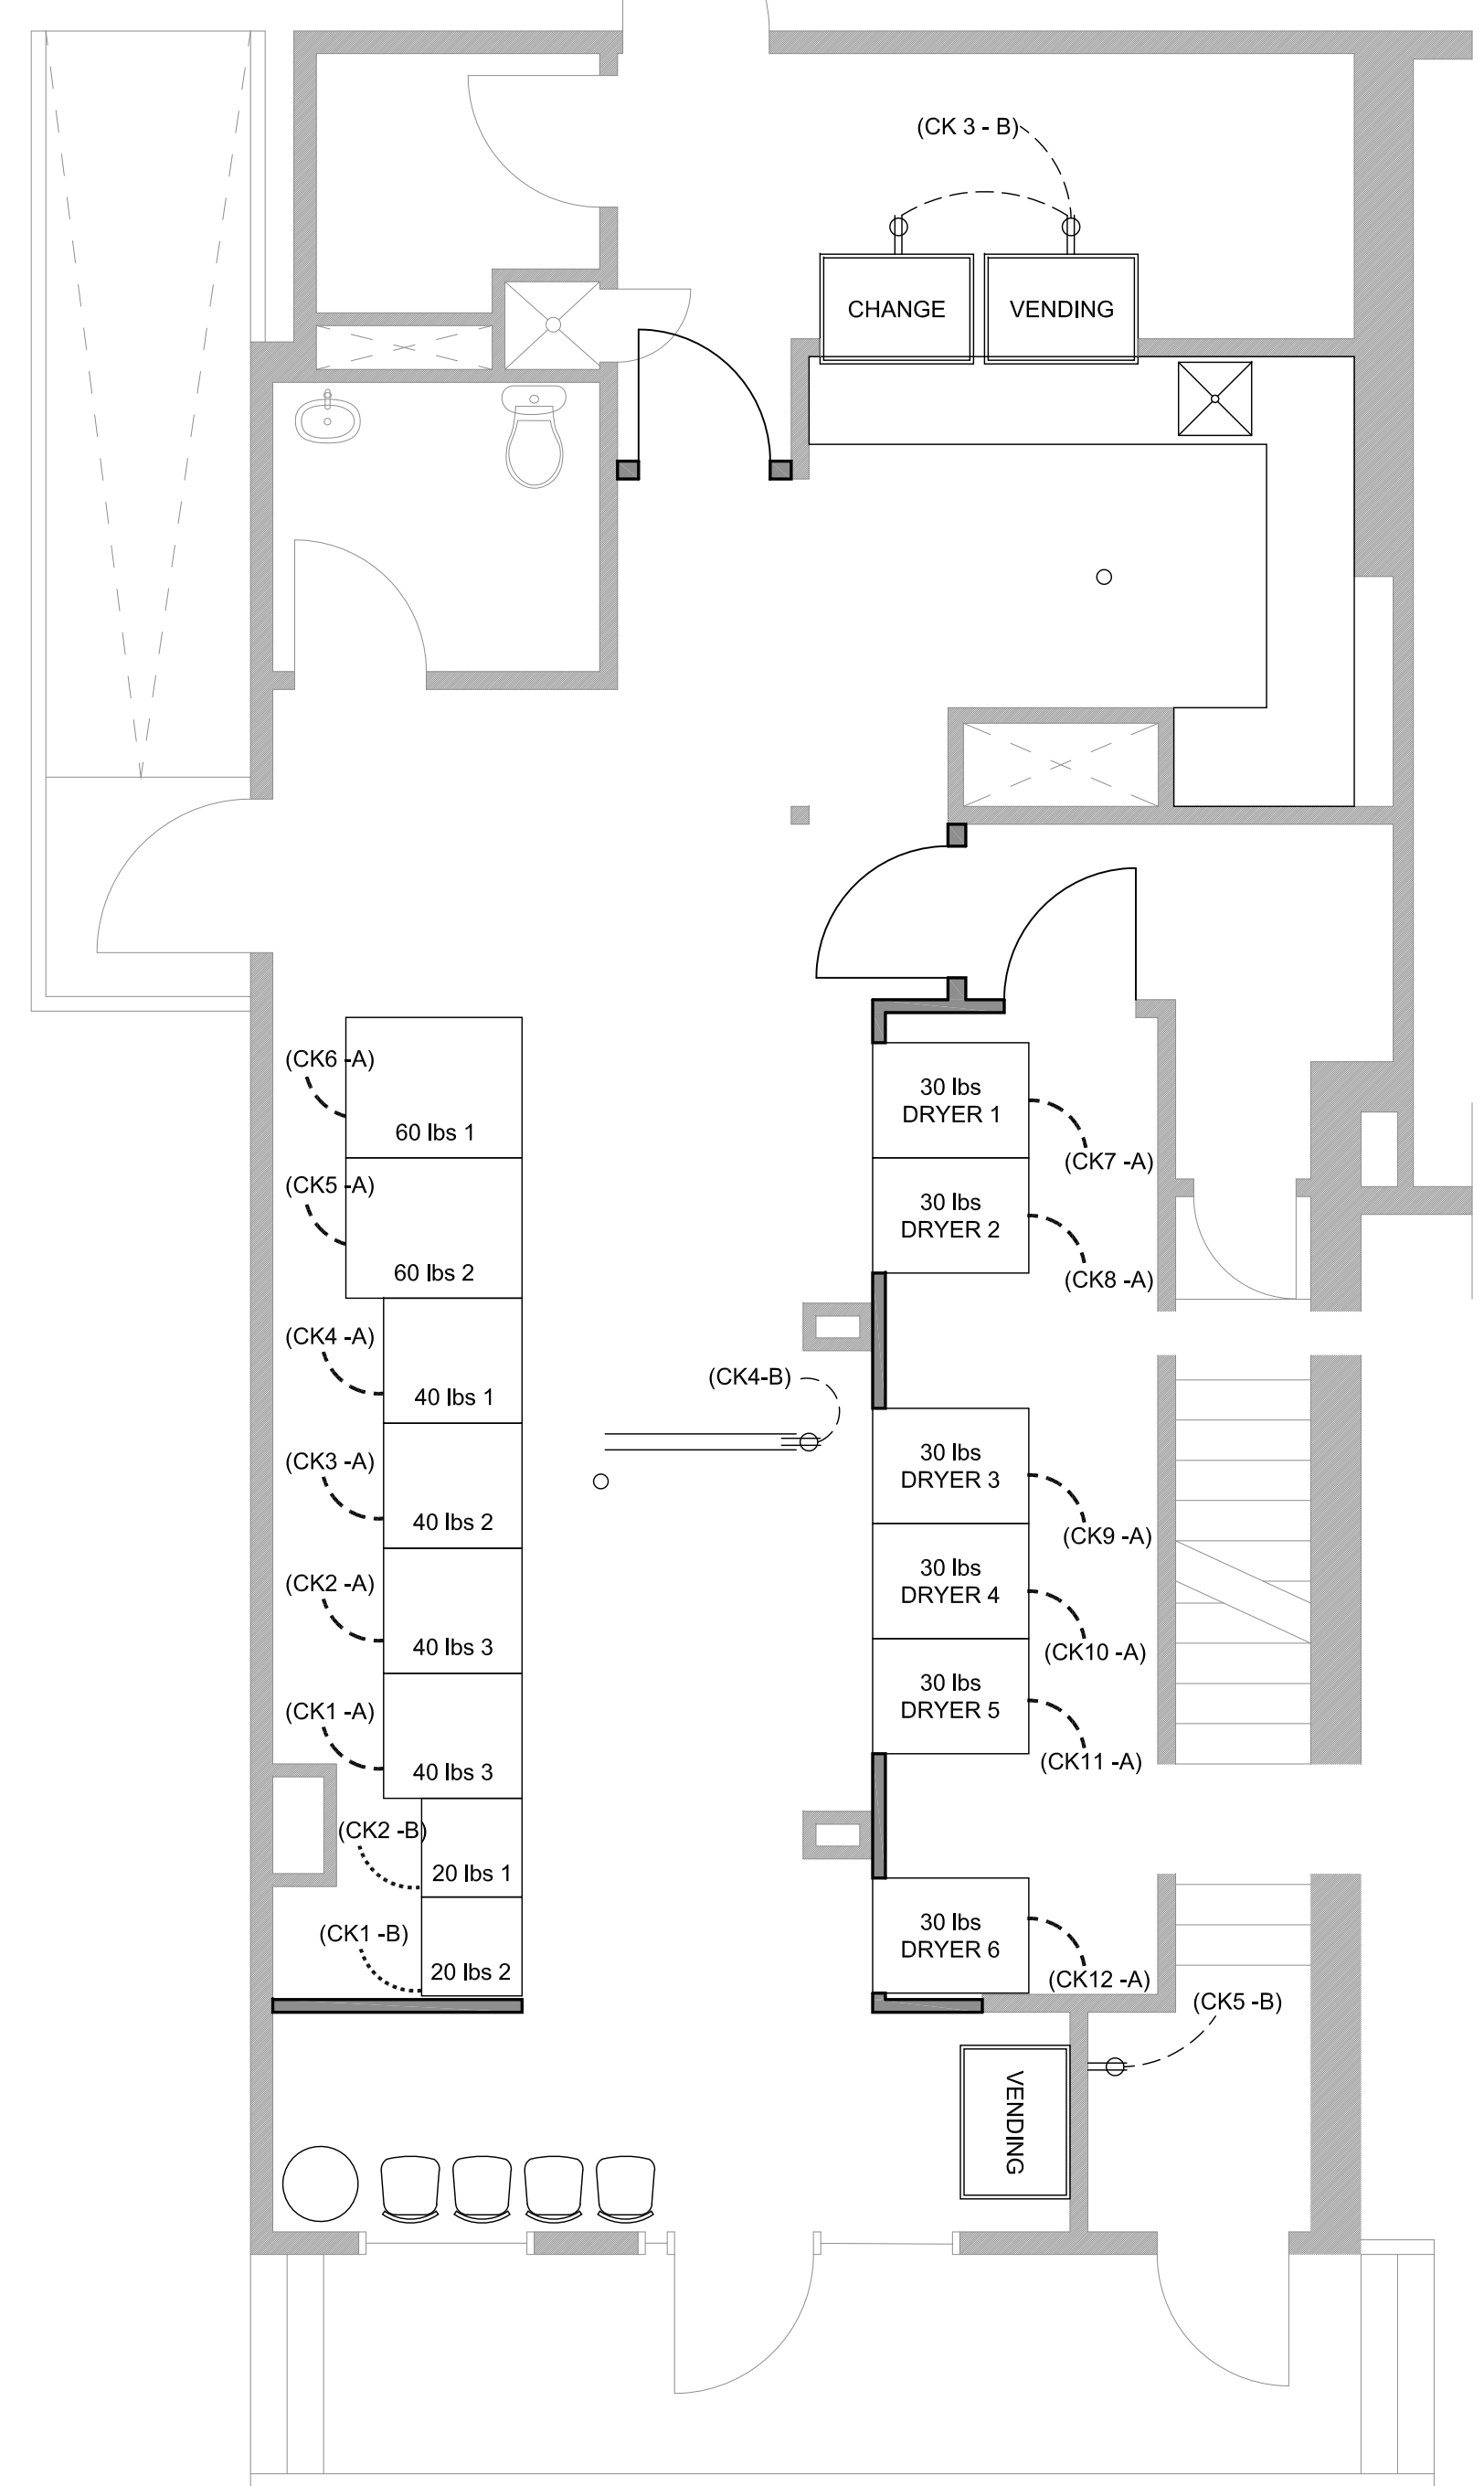 (CK 3 - B)
CHANGE
VENDING
(CK6 -A)
60 lbs 1
(CK5 -A)
60 lbs 2
(CK4 -A)
40 lbs 1
(CK3 -A)
40 lbs 2
(CK2 -A)
40 lbs 3
(CK1 -A)
40 lbs 3
(CK2 -B)
20 lbs 1
(CK1 -B)
20 lbs 2
(CK4-B)
30 lbs
DRYER 1
(CK7 -A)
30 lbs
DRYER 2
(CK8 -A)
30 lbs
DRYER 3
(CK9 -A)
30 lbs
DRYER 4
(CK10 -A)
30 lbs
DRYER 5
(CK11 -A)
30 lbs
DRYER 6
(CK12 -A)
(CK5 -B)
VENDING